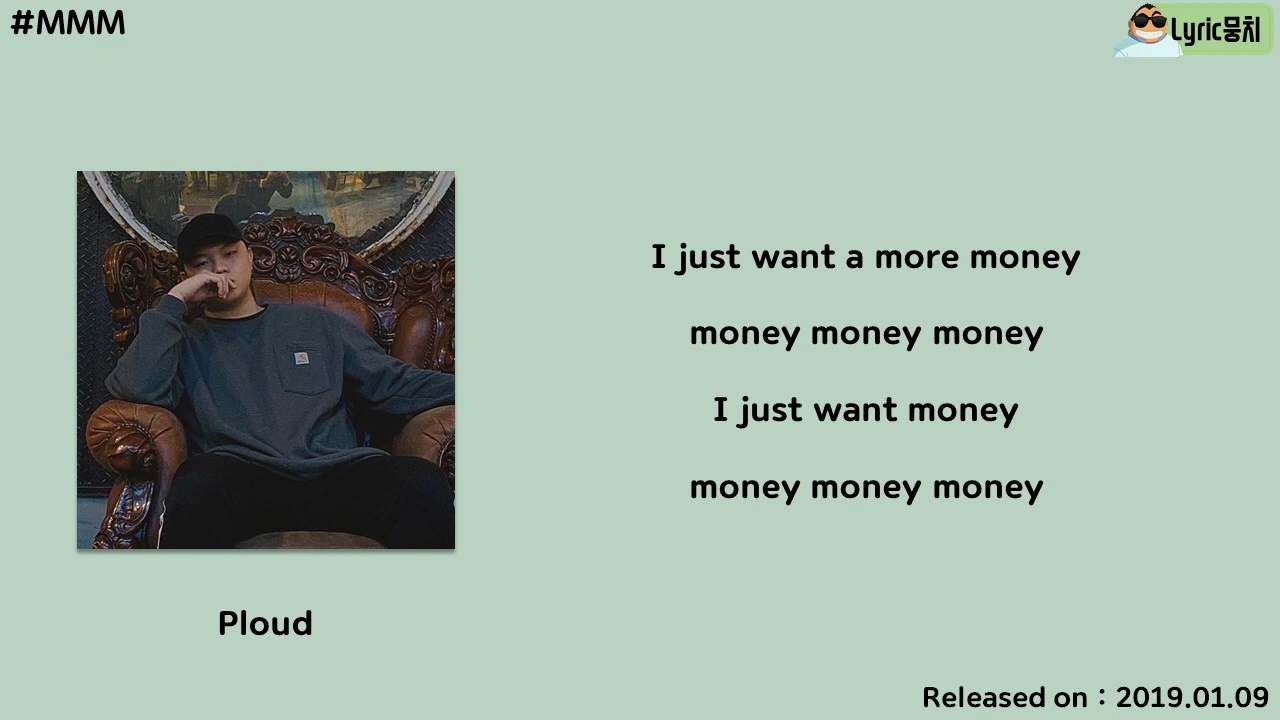 #MMM
Lyric뭉치
I just want a more money
money money money
I just want money
money money money
Ploud
Released on : 2019.01.09